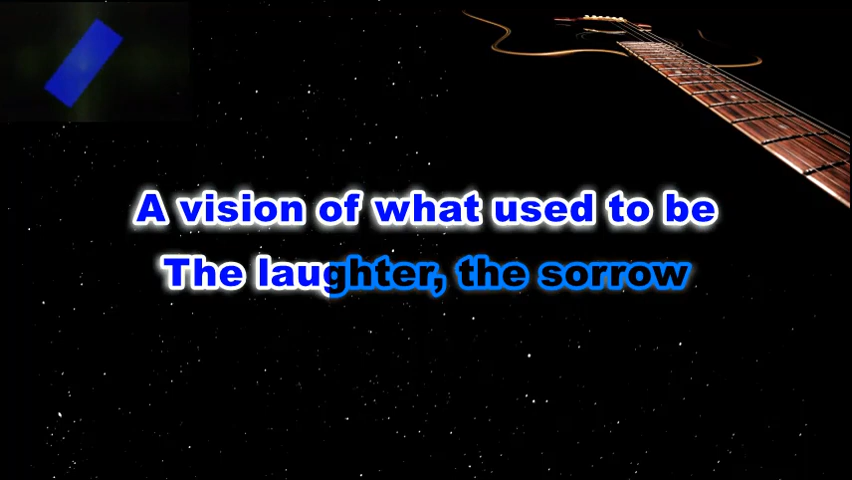 A vision of what used to be
The laughter, the sorrow